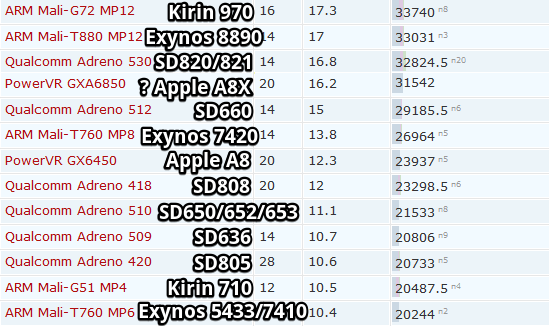 ARM Mali-G72 MP12 Kirin 970 16 17.3 33740 n8
ARM Mali-T880 MP12 Exynos 8890 14 17 33031 n3
Qualcomm Adreno 530 SD820/821 14 16.8 32824.5 n20
PowerVR GXA6850 ? Apple A8X 20 16.2 31542
Qualcomm Adreno 512 SD660 14 15 29185.5 n6
ARM Mali-T760 MP8 Exynos 7420 14 13.8 26964 n5
PowerVR GX6450 Apple A8 20 12.3 23937 n5
Qualcomm Adreno 418 SD808 20 12 23298.5 n6
Qualcomm Adreno 510 SD650/652/653 11.1 21533 n8
Qualcomm Adreno 509 SD636 14 10.7 20806 n9
Qualcomm Adreno 420 SD805 28 10.6 20733 n5
ARM Mali-G51 MP4 Kirin 710 12 10.5 20487.5 n4
ARM Mali-T760 MP6 Exynos 5433/7410 10.4 20244 n2